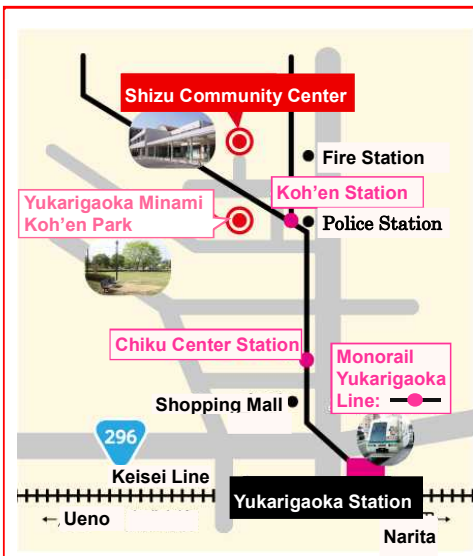 Shizu Community Center
Fire Station
Koh'en Station
Yukarigaoka Minami
Koh'en Park
Police Station
Chiku Center Station
Monorail
Yukarigaoka
Line:
Shopping Mall
296
Keisei Line
Yukarigaoka Station
← Ueno
→
Narita